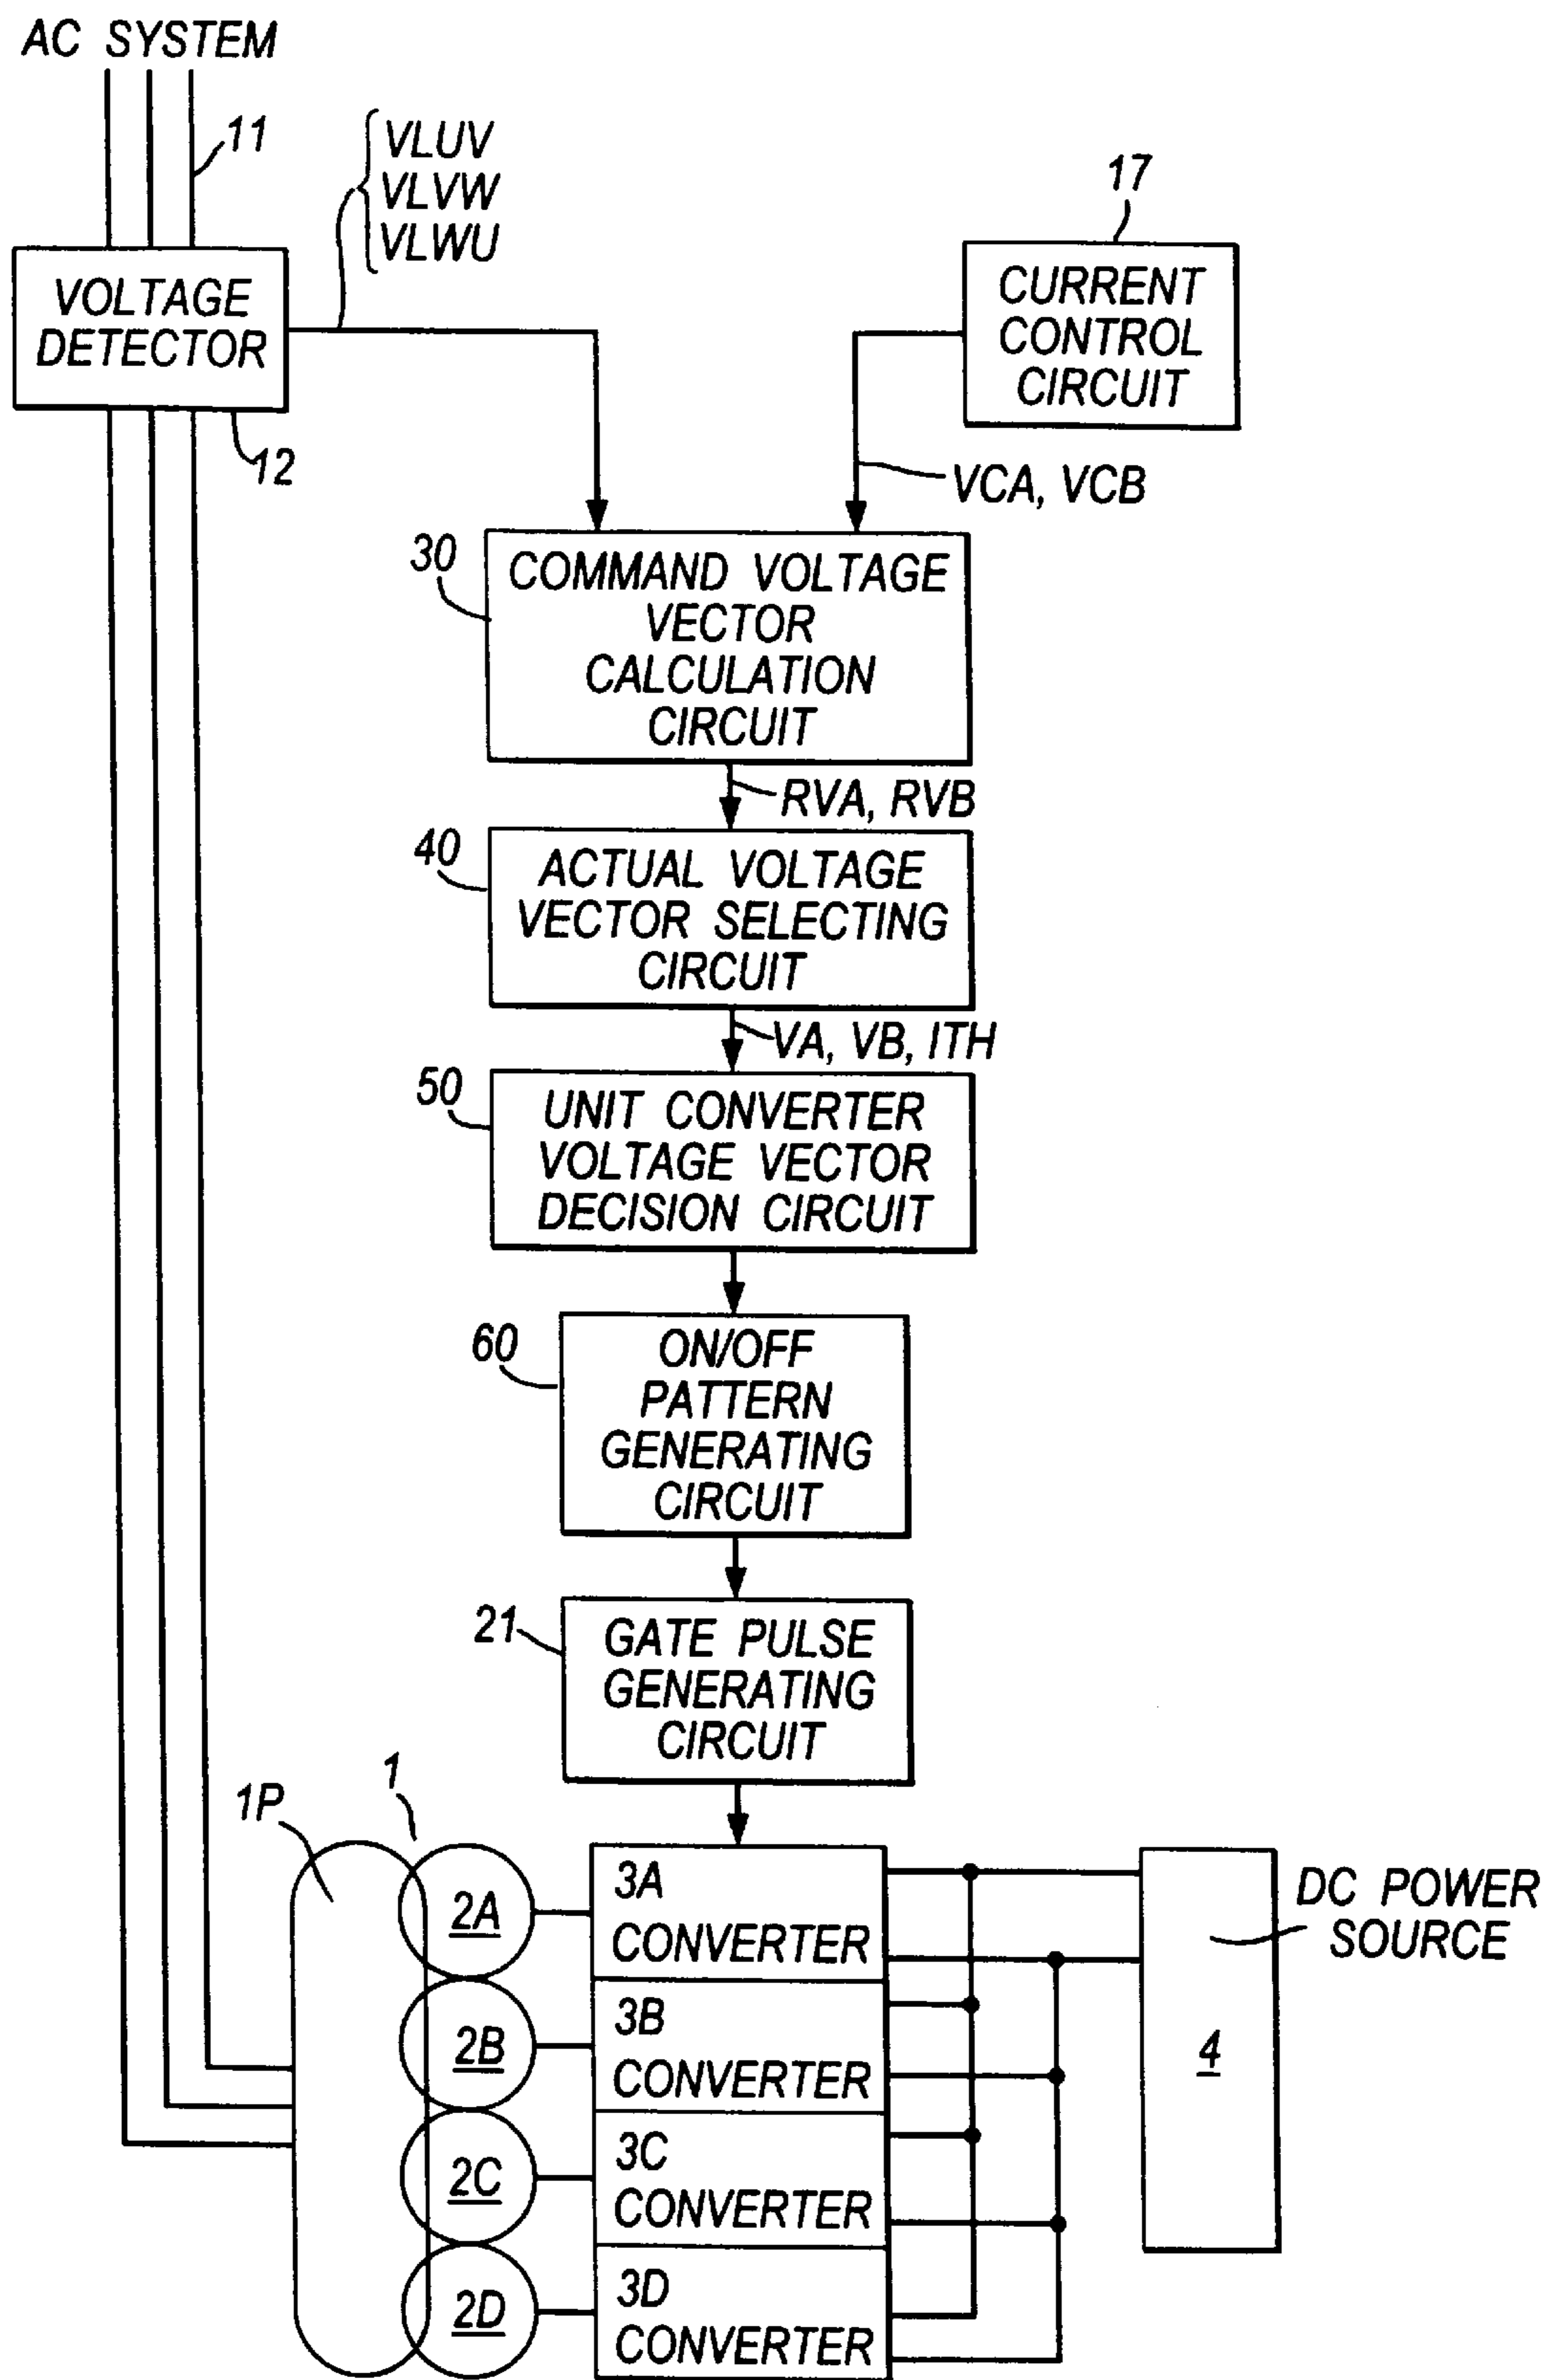 AC SYSTEM
11
VLUV
VLVW
VLWU
17
VOLTAGE
DETECTOR
CURRENT
CONTROL
CIRCUIT
12
VCA, VCB
30
COMMAND VOLTAGE
VECTOR
CALCULATION
CIRCUIT
RVA, RVB
40
ACTUAL VOLTAGE
VECTOR SELECTING
CIRCUIT
VA, VB, ITH
50
UNIT CONVERTER
VOLTAGE VECTOR
DECISION CIRCUIT
60
ON/OFF
PATTERN
GENERATING
CIRCUIT
21
GATE PULSE
GENERATING
CIRCUIT
1
1P
2A
3A
CONVERTER
DC POWER
SOURCE
2B
3B
CONVERTER
4
2C
3C
CONVERTER
2D
3D
CONVERTER